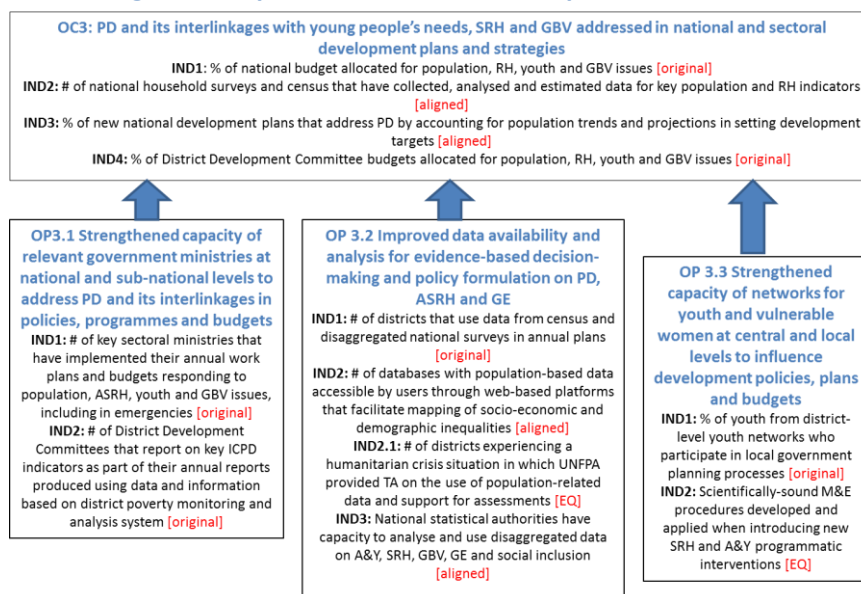 OC3: PD and its interlinkages with young people's needs, SRH and GBV addressed in national and sectoral
development plans and strategies
IND1: % of national budget allocated for population, RH, youth and GBV issues [original]
IND2: # of national household surveys and census that have collected, analysed and estimated data for key population and RH indicators
[aligned]
IND3: % of new national development plans that address PD by accounting for population trends and projections in setting development
targets [aligned]
IND4: % of District Development Committee budgets allocated for population, RH, youth and GBV issues [original]
OP3.1 Strengthened capacity of
relevant government ministries at
national and sub-national levels to
address PD and its interlinkages in
policies, programmes and budgets
IND1: # of key sectoral ministries that
have implemented their annual work
plans and budgets responding to
population, ASRH, youth and GBV issues,
including in emergencies [original]
IND2: # of District Development
Committees that report on key ICPD
indicators as part of their annual reports
produced using data and information
based on district poverty monitoring and
analysis system [original]
OP 3.2 Improved data availability and
analysis for evidence-based decision-
making and policy formulation on PD,
ASRH and GE
IND1: # of districts that use data from census and
disaggregated national surveys in annual plans
[original]
IND2: # of databases with population-based data
accessible by users through web-based platforms
that facilitate mapping of socio-economic and
demographic inequalities [aligned]
IND2.1: # of districts experiencing a
humanitarian crisis situation in which UNFPA
provided TA on the use of population-related
data and support for assessments [EQ]
IND3: National statistical authorities have
capacity to analyse and use disaggregated data
on A&Y, SRH, GBV, GE and social inclusion
[aligned]
OP 3.3 Strengthened
capacity of networks for
youth and vulnerable
women at central and local
levels to influence
development policies, plans
and budgets
IND1: % of youth from district-
level youth networks who
participate in local government
planning processes [original]
IND2: Scientifically-sound M&E
procedures developed and
applied when introducing new
SRH and A&Y programmatic
interventions [EQ]